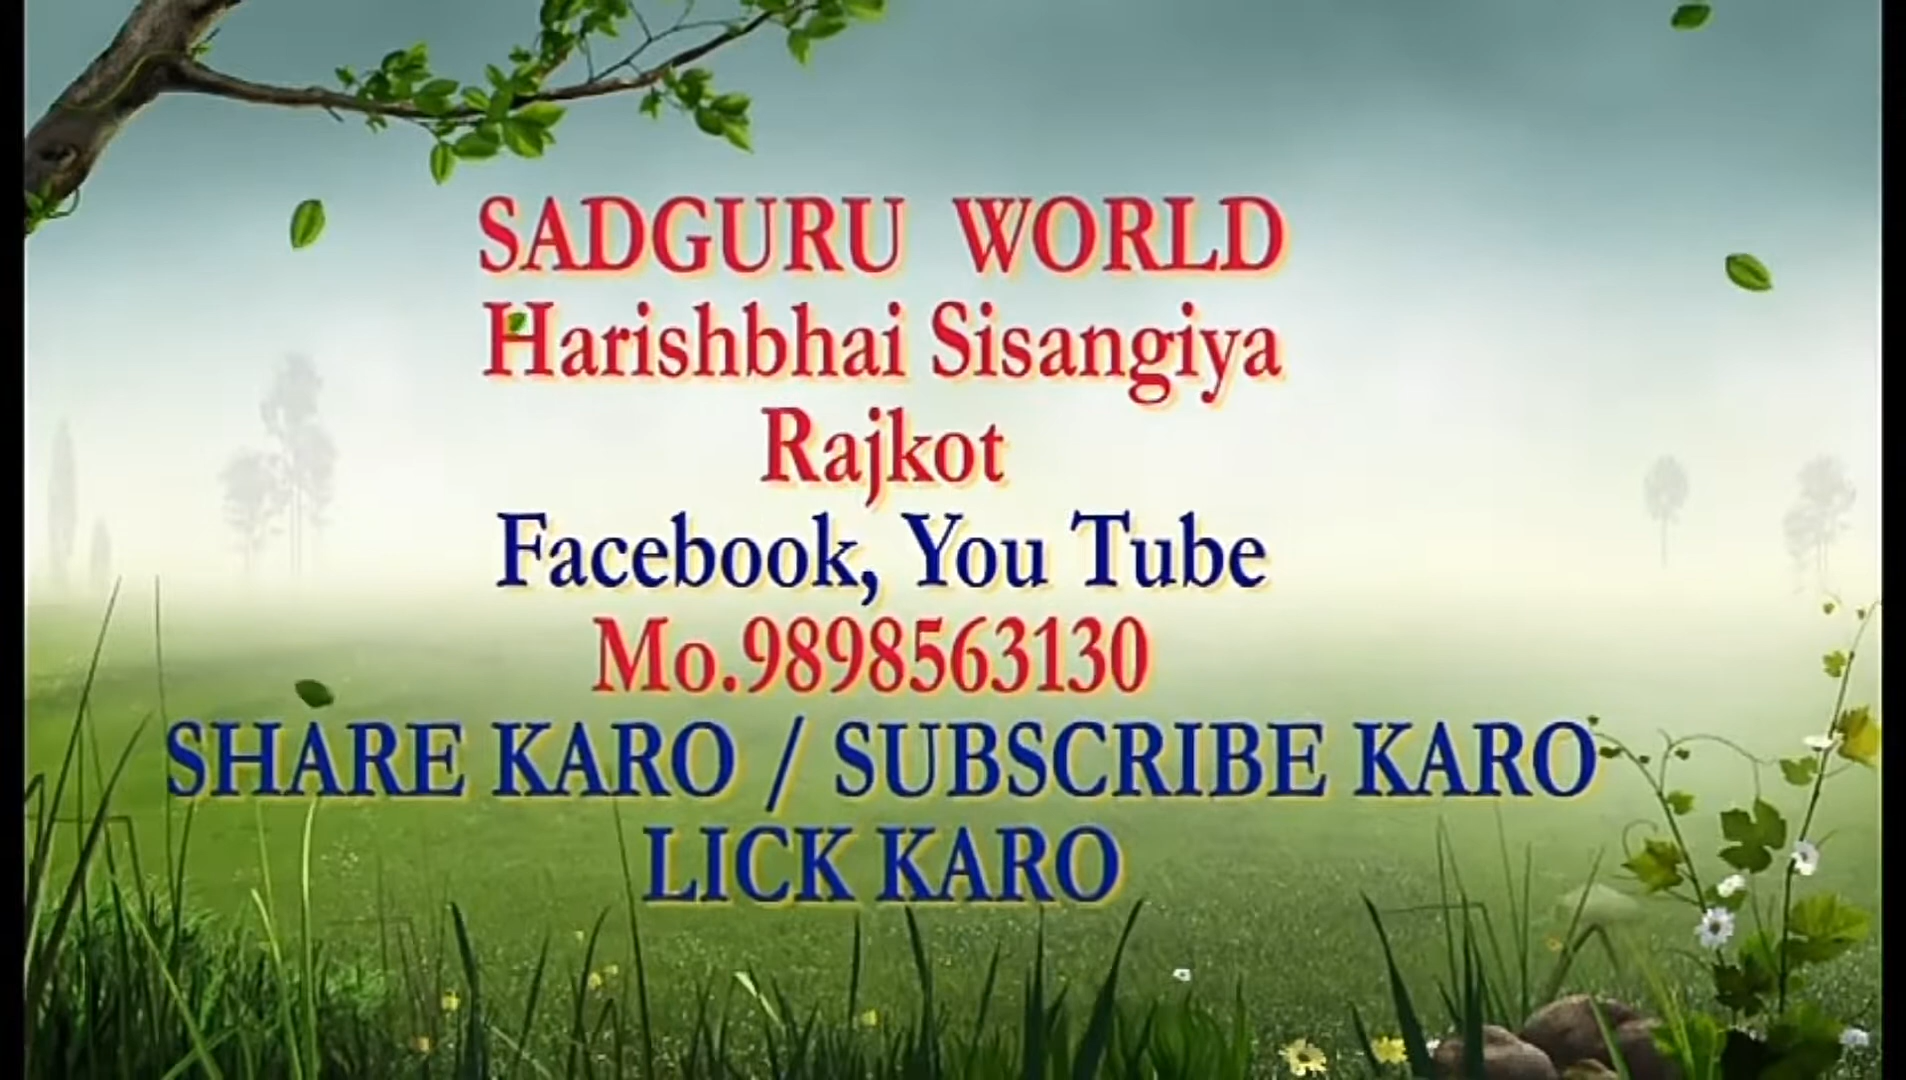 SADGURU WORLD
Harishbhai Sisangiya
Rajkot
Facebook, You Tube
Mo.9898563130
SHARE KARO / SUBSCRIBE KARO
LICK KARO